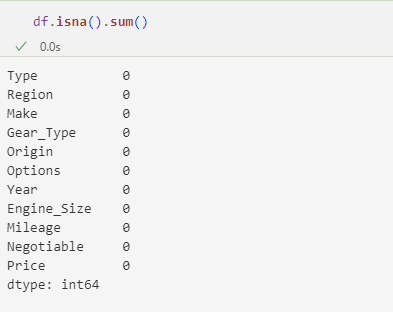 df.isna().sum()
✓ 0.0s
Type 0
Region 0
Make 0
Gear_Type 0
Origin 0
Options 0
Year 0
Engine_Size 0
Mileage 0
Negotiable 0
Price 0
dtype: int64